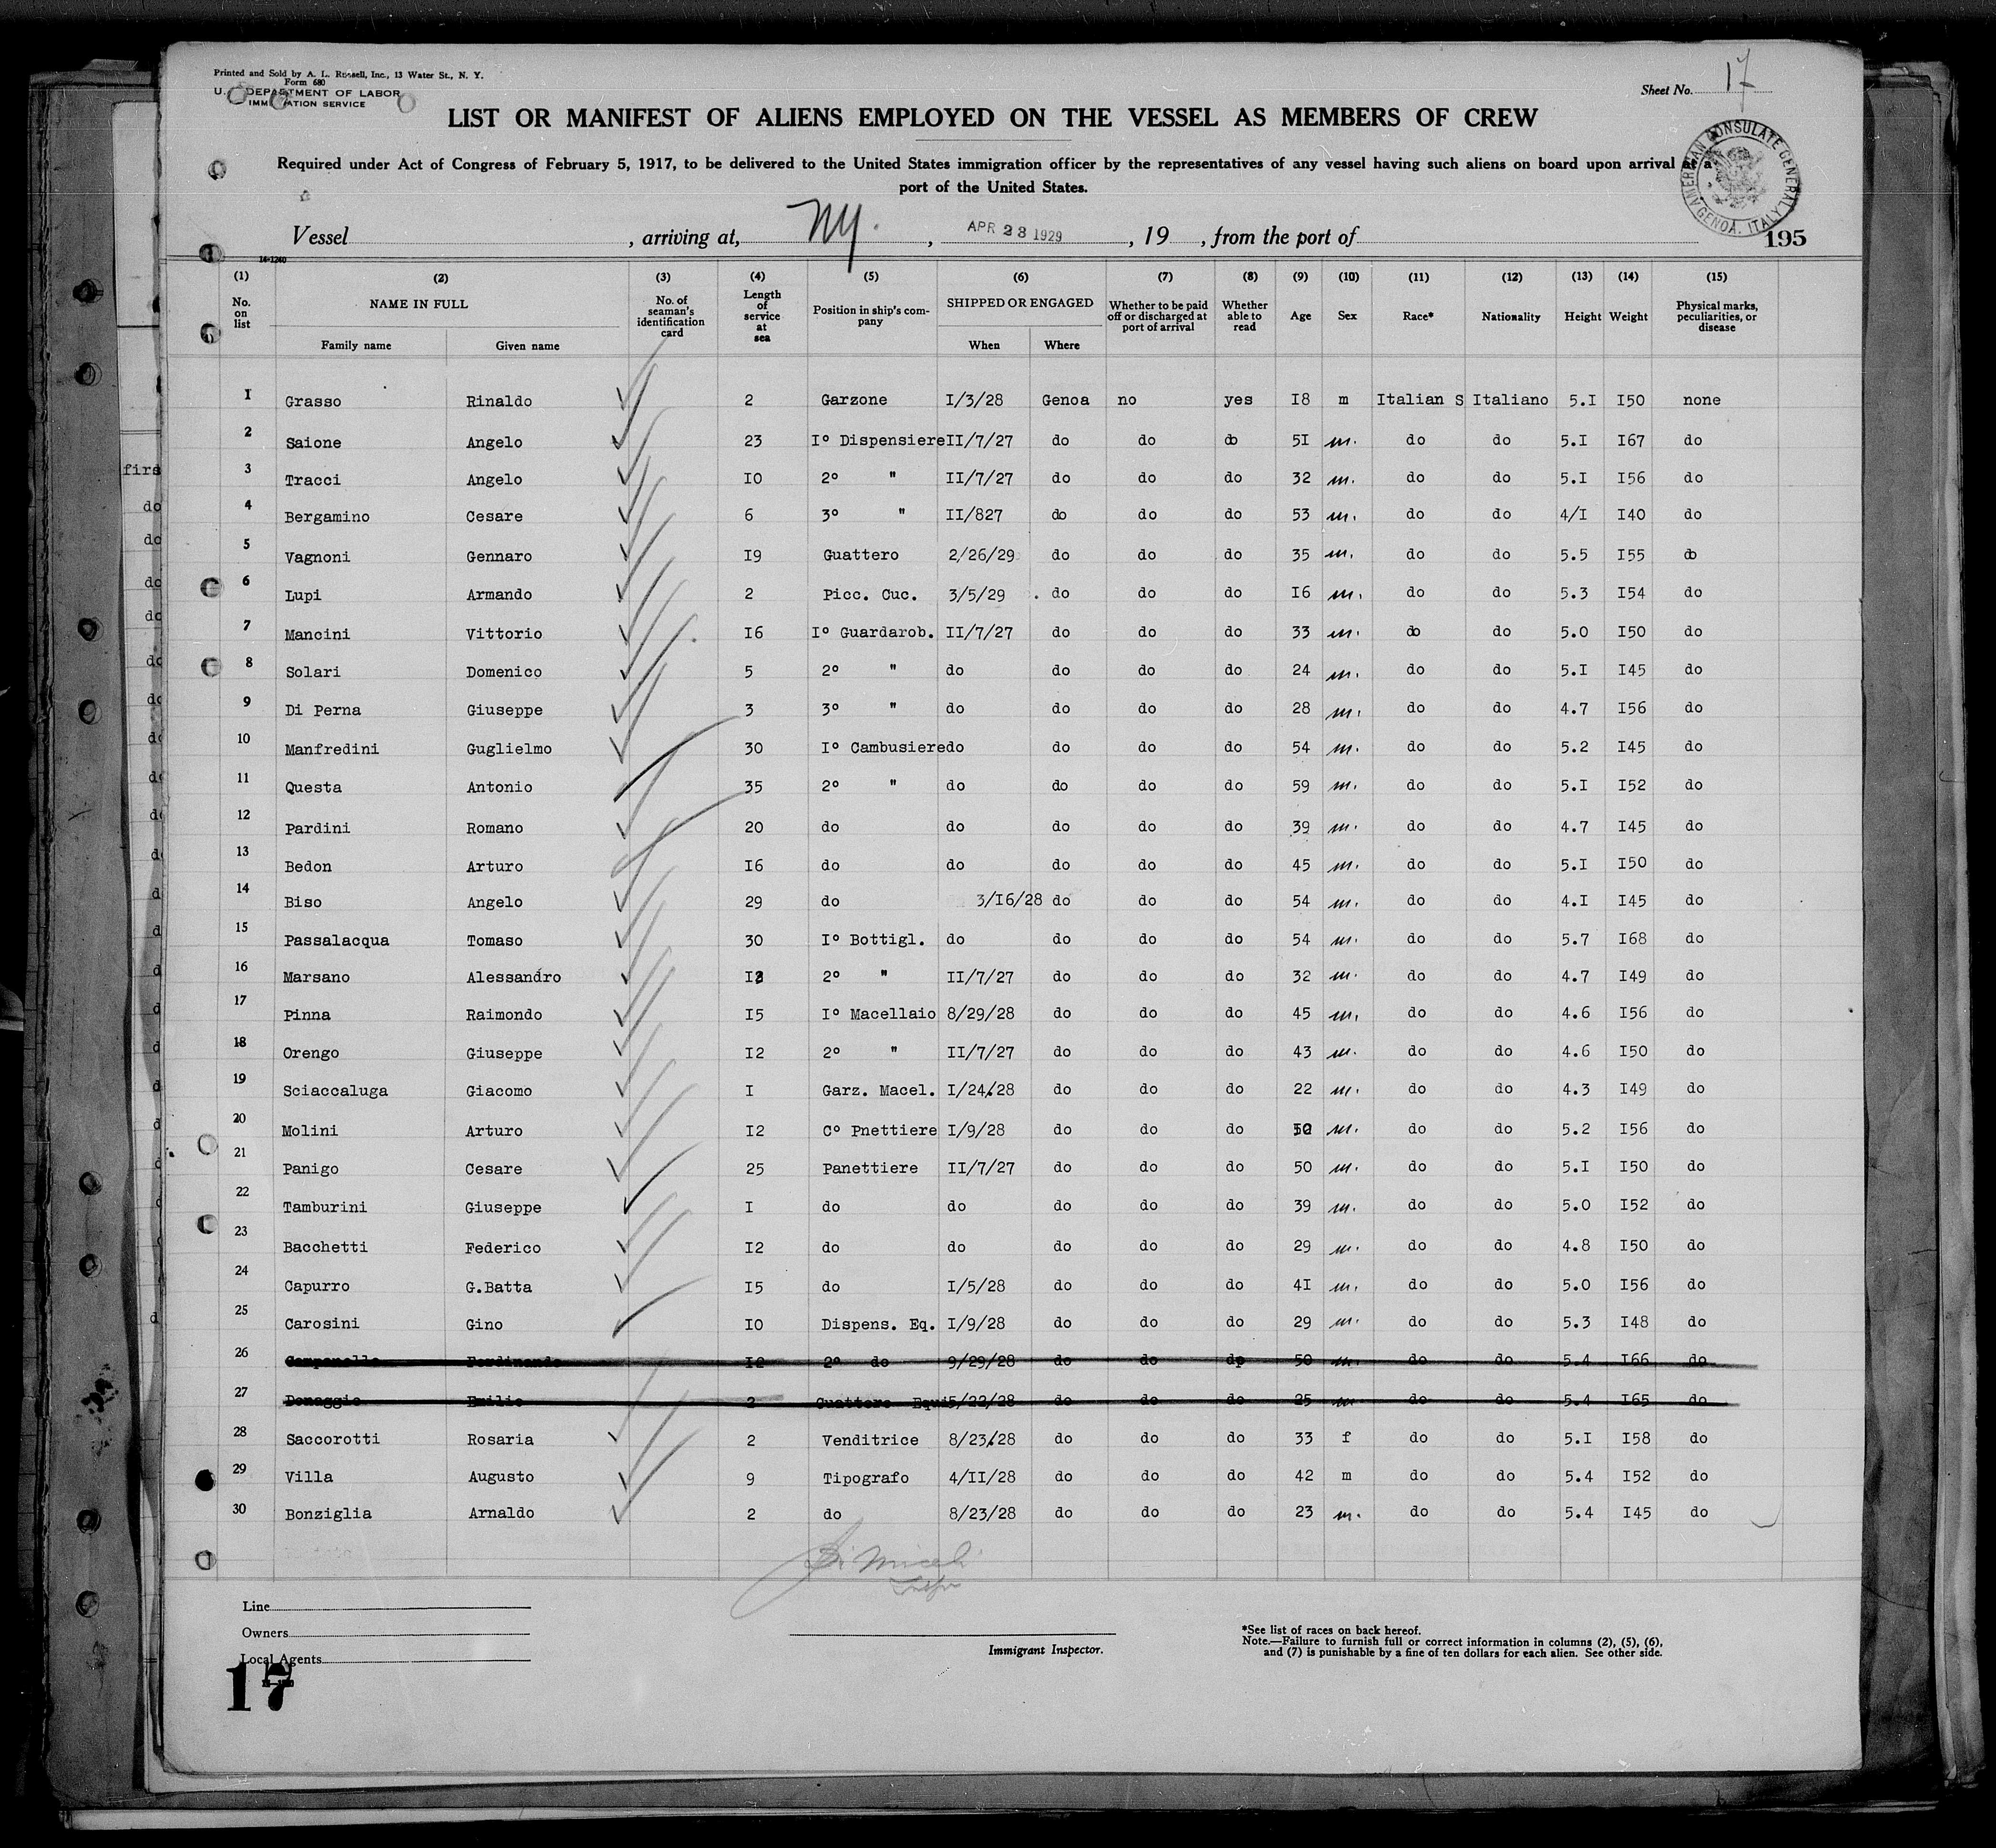 Printed and Sold by A. L. Russell, Inc., 13 Water St., N. Y.
Form 680
U. S. DEPARTMENT OF LABOR
IMMIGRATION SERVICE
Sheet No. 17
LIST OR MANIFEST OF ALIENS EMPLOYED ON THE VESSEL AS MEMBERS OF CREW
Required under Act of Congress of February 5, 1917, to be delivered to the United States immigration officer by the representatives of any vessel having such aliens on board upon arrival at a
port of the United States.
AMERICAN CONSULATE GENERAL GENOA, ITALY
Vessel , arriving at, NY. , APR 28 1929 , 19 , from the port of
195
14-1240
(1) (2) (3) (4) (5) (6) (7) (8) (9) (10) (11) (12) (13) (14) (15)
No. on list NAME IN FULL Family name Given name No. of seaman's identification card Length of service at sea Position in ship's company SHIPPED OR ENGAGED When Where Whether to be paid off or discharged at port of arrival Whether able to read Age Sex Race* Nationality Height Weight Physical marks, peculiarities, or disease
1 Grasso Rinaldo 2 Garzone I/3/28 Genoa no yes I8 m Italian S Italiano 5.I I50 none
2 Saione Angelo 23 Iº Dispensiere II/7/27 do do do 5I m. do do 5.I I67 do
3 Tracci Angelo IO 2º " II/7/27 do do do 32 m. do do 5.I I56 do
4 Bergamino Cesare 6 3º " II/827 do do do 53 m. do do 4/I I40 do
5 Vagnoni Gennaro I9 Guattero 2/26/29 do do do 35 m. do do 5.5 I55 do
6 Lupi Armando 2 Picc. Cuc. 3/5/29 . do do do I6 m. do do 5.3 I54 do
7 Mancini Vittorio I6 Iº Guardarob. II/7/27 do do do 33 m. do do 5.0 I50 do
8 Solari Domenico 5 2º " do do do do 24 m. do do 5.I I45 do
9 Di Perna Giuseppe 3 3º " do do do do 28 m. do do 4.7 I56 do
10 Manfredini Guglielmo 30 Iº Cambusiere do do do do 54 m. do do 5.2 I45 do
11 Questa Antonio 35 2º " do do do do 59 m. do do 5.I I52 do
12 Pardini Romano 20 do do do do do 39 m. do do 4.7 I45 do
13 Bedon Arturo I6 do do do do do 45 m. do do 5.I I50 do
14 Biso Angelo 29 do 3/I6/28 do do do 54 m. do do 4.I I45 do
15 Passalacqua Tomaso 30 Iº Bottigl. do do do do 54 m. do do 5.7 I68 do
16 Marsano Alessandro 2º " II/7/27 do do do 32 m. do do 4.7 I49 do
17 Pinna Raimondo I5 Iº Macellaio 8/29/28 do do do 45 m. do do 4.6 I56 do
18 Orengo Giuseppe I2 2º " II/7/27 do do do 43 m. do do 4.6 I50 do
19 Sciaccaluga Giacomo I Garz. Macel. I/24/28 do do do 22 m. do do 4.3 I49 do
20 Molini Arturo I2 Cº Pnettiere I/9/28 do do do m. do do 5.2 I56 do
21 Panigo Cesare 25 Panettiere II/7/27 do do do 50 m. do do 5.I I50 do
22 Tamburini Giuseppe I do do do do do 39 m. do do 5.0 I52 do
23 Bacchetti Federico I2 do do do do do 29 m. do do 4.8 I50 do
24 Capurro G.Batta I5 do I/5/28 do do do 4I m. do do 5.0 I56 do
25 Carosini Gino IO Dispens. Eq. I/9/28 do do do 29 m. do do 5.3 I48 do
26 Campanello Ferdinando I2 2º do 9/29/28 do do do 50 m. do do 5.4 I66 do
27 Donaggio Emilio 2 Guattero Equi 5/22/28 do do do 25 m do do 5.4 I65 do
28 Saccorotti Rosaria 2 Venditrice 8/23/28 do do do 33 f do do 5.I I58 do
29 Villa Augusto 9 Tipografo 4/II/28 do do do 42 m do do 5.4 I52 do
30 Bonziglia Arnaldo 2 do 8/23/28 do do do 23 m. do do 5.4 I45 do
Line
Owners
Local Agents
Immigrant Inspector.
*See list of races on back hereof.
Note.—Failure to furnish full or correct information in columns (2), (5), (6),
and (7) is punishable by a fine of ten dollars for each alien. See other side.
17